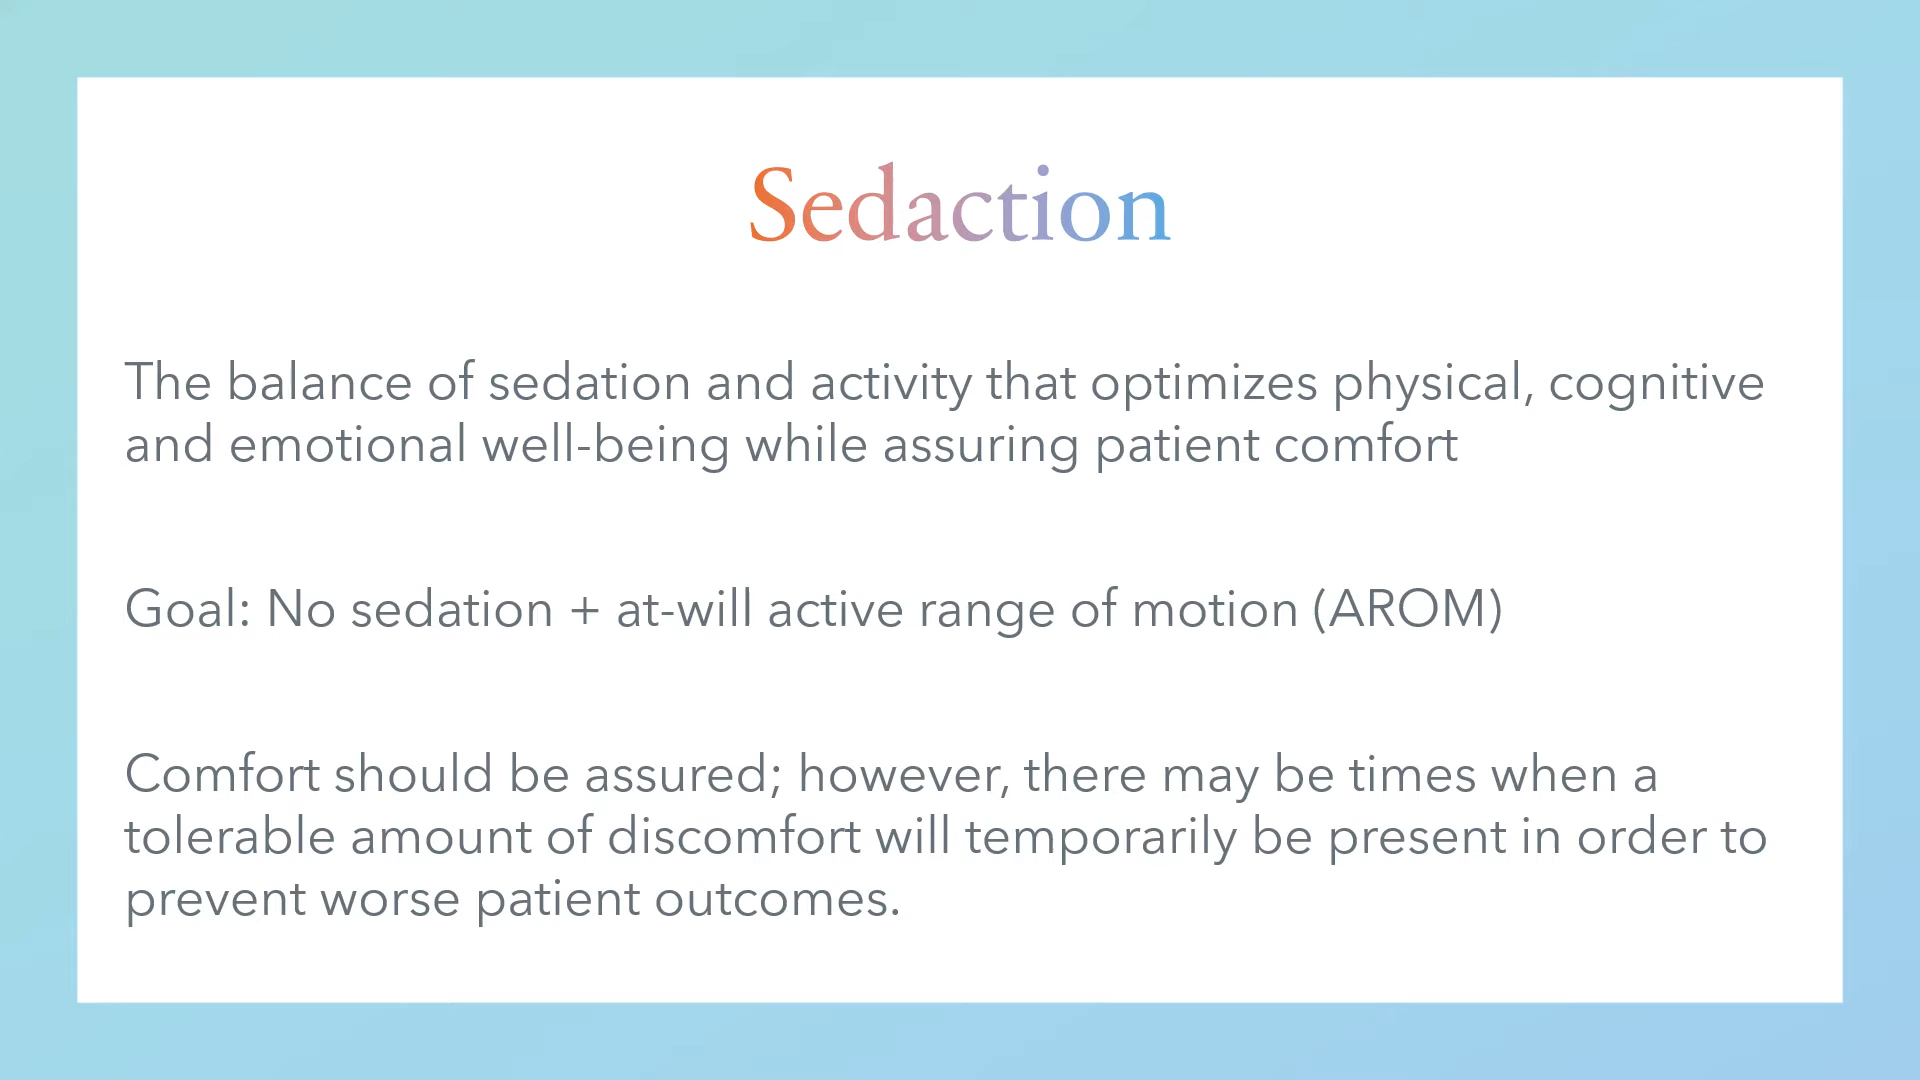 Sedaction
The balance of sedation and activity that optimizes physical, cognitive
and emotional well-being while assuring patient comfort
Goal: No sedation + at-will active range of motion (AROM)
Comfort should be assured; however, there may be times when a
tolerable amount of discomfort will temporarily be present in order to
prevent worse patient outcomes.